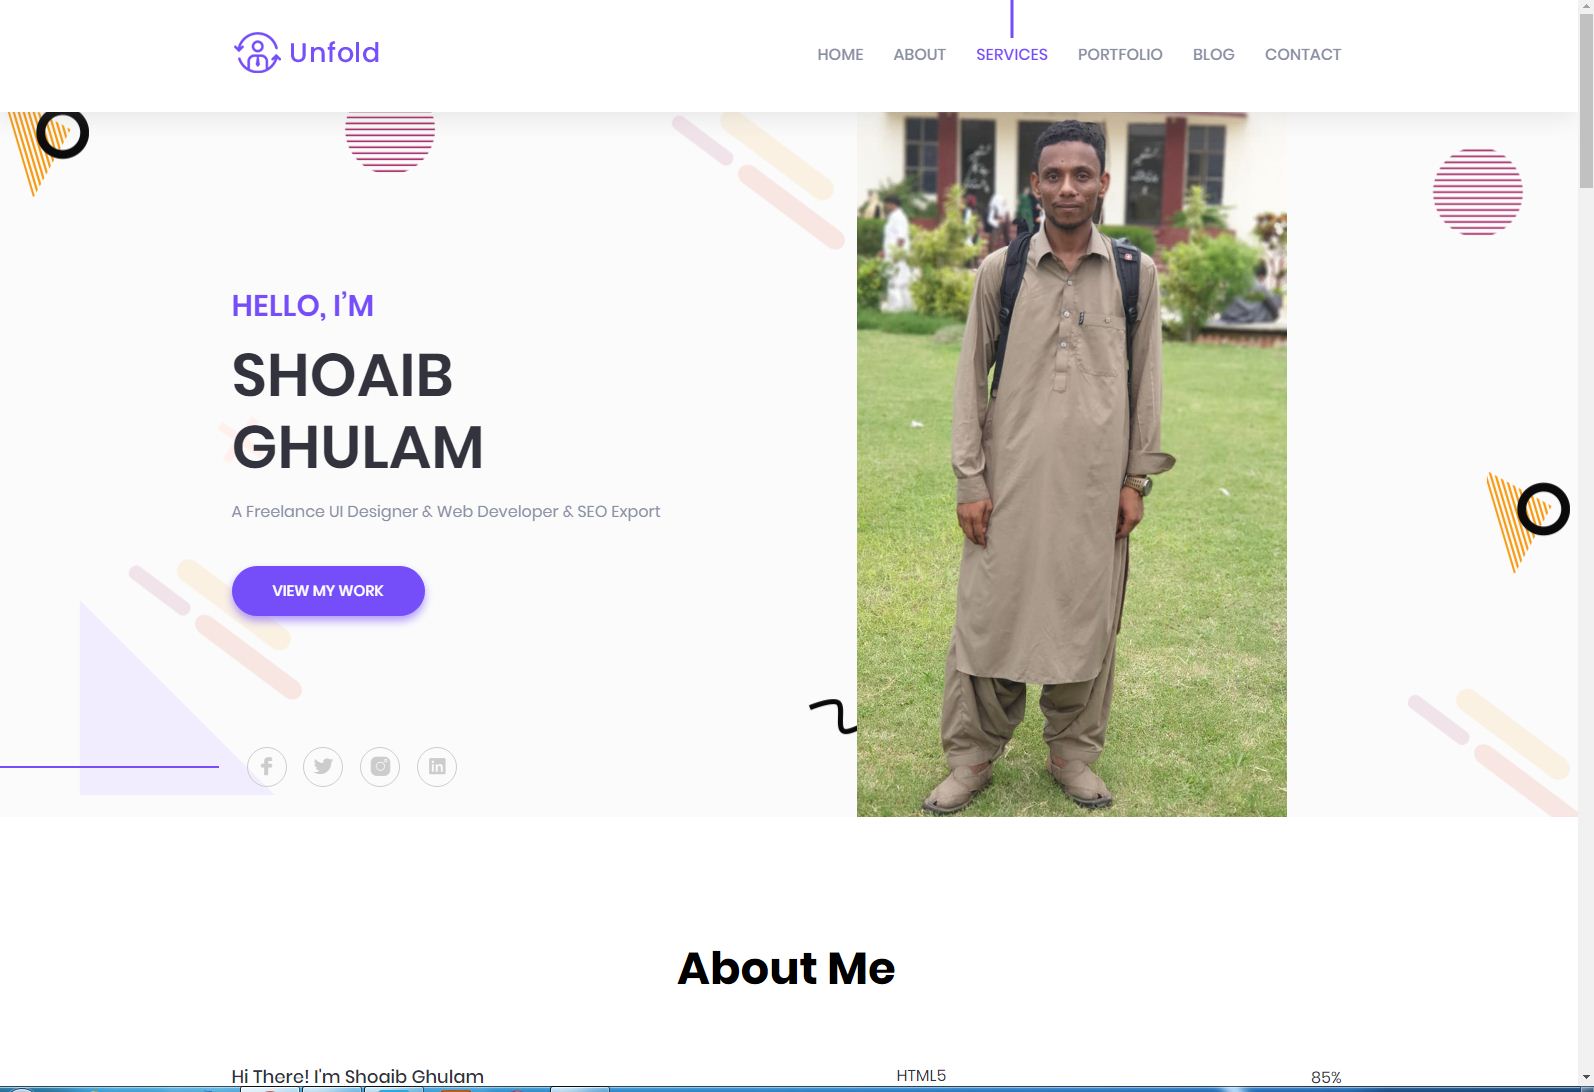 Unfold
HOME ABOUT SERVICES PORTFOLIO BLOG CONTACT
HELLO, I’M
SHOAIB
GHULAM
A Freelance UI Designer & Web Developer & SEO Export
VIEW MY WORK
About Me
Hi There! I'm Shoaib Ghulam
HTML5 85%